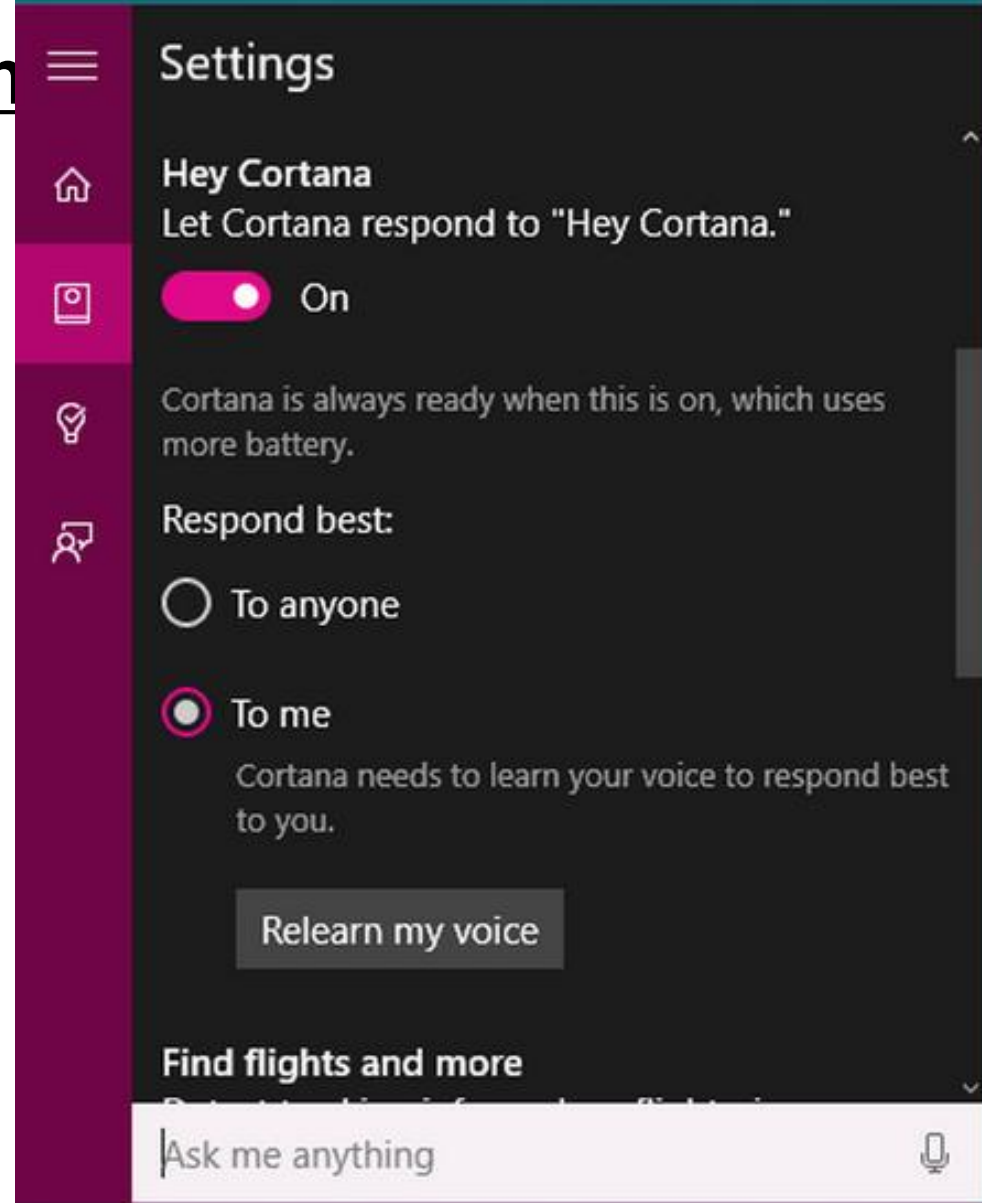 Settings
Hey Cortana
Let Cortana respond to "Hey Cortana."
On
Cortana is always ready when this is on, which uses
more battery.
Respond best:
To anyone
To me
Cortana needs to learn your voice to respond best
to you.
Relearn my voice
Find flights and more
Ask me anything